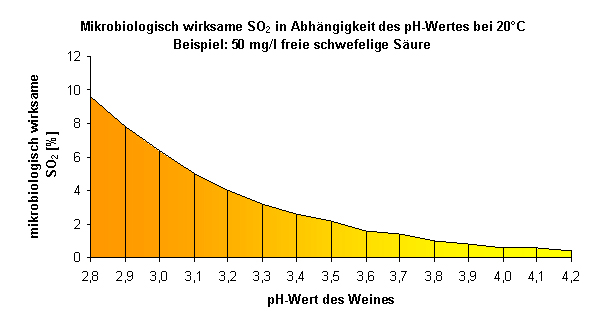 Mikrobiologisch wirksame SO₂ in Abhängigkeit des pH-Wertes bei 20°C
Beispiel: 50 mg/l freie schwefelige Säure
mikrobiologisch wirksame
SO₂ [%]
12
10
8
6
4
2
0
2,8 2,9 3,0 3,1 3,2 3,3 3,4 3,5 3,6 3,7 3,8 3,9 4,0 4,1 4,2
pH-Wert des Weines